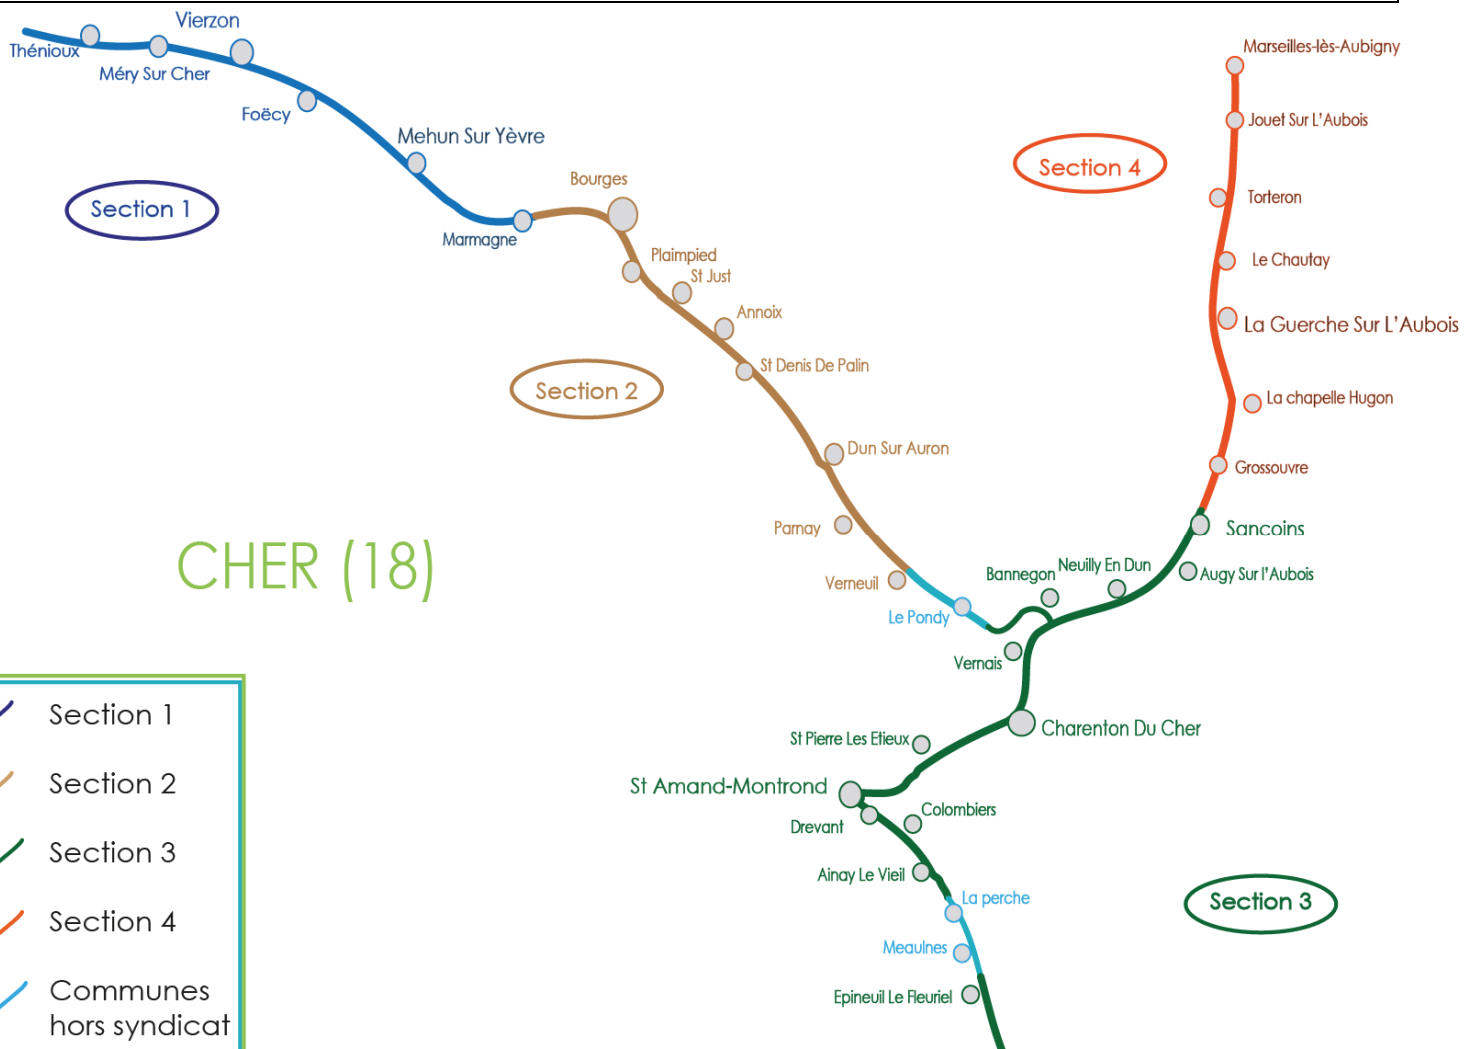 Vierzon
Thénioux
Méry Sur Cher
Foëcy
Mehun Sur Yèvre
Section 1
Marmagne
Bourges
Plaimpied
St Just
Annoix
St Denis De Palin
Section 2
Dun Sur Auron
Parnay
Verneuil
Le Pondy
Marseilles-lès-Aubigny
Jouet Sur L'Aubois
Section 4
Torteron
Le Chautay
La Guerche Sur L'Aubois
La chapelle Hugon
Grossouvre
Sancoins
Augy Sur l'Aubois
Neuilly En Dun
Bannegon
Vernais
Charenton Du Cher
St Pierre Les Etieux
St Amand-Montrond
Drevant
Colombiers
Ainay Le Vieil
La perche
Meaulnes
Epineuil Le Fleuriel
Section 3
CHER (18)
Section 1
Section 2
Section 3
Section 4
Communes
hors syndicat